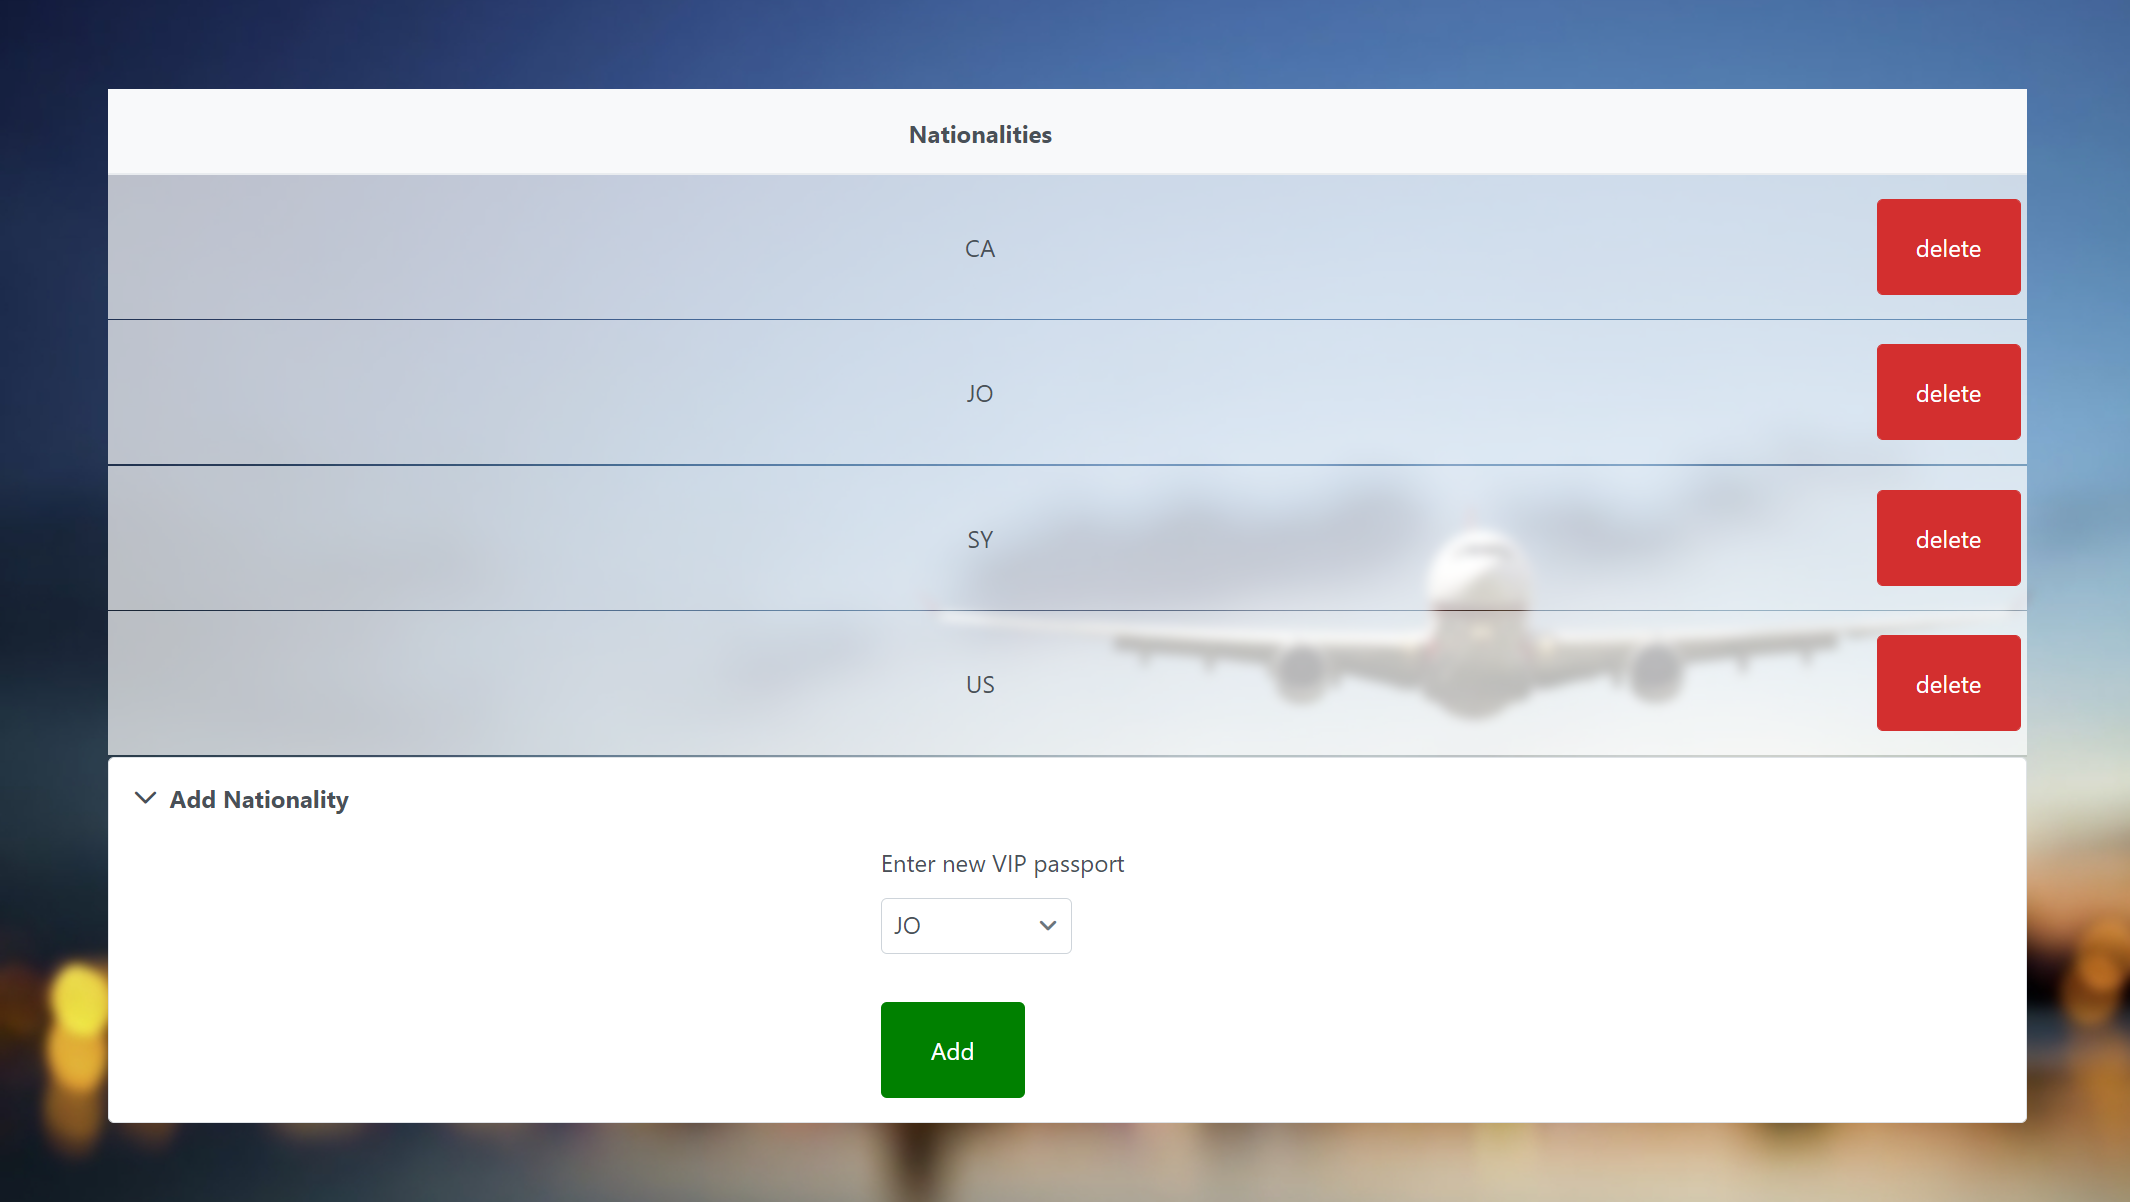 Nationalities
CA
delete
JO
delete
SY
delete
US
delete
Add Nationality
Enter new VIP passport
JO
Add